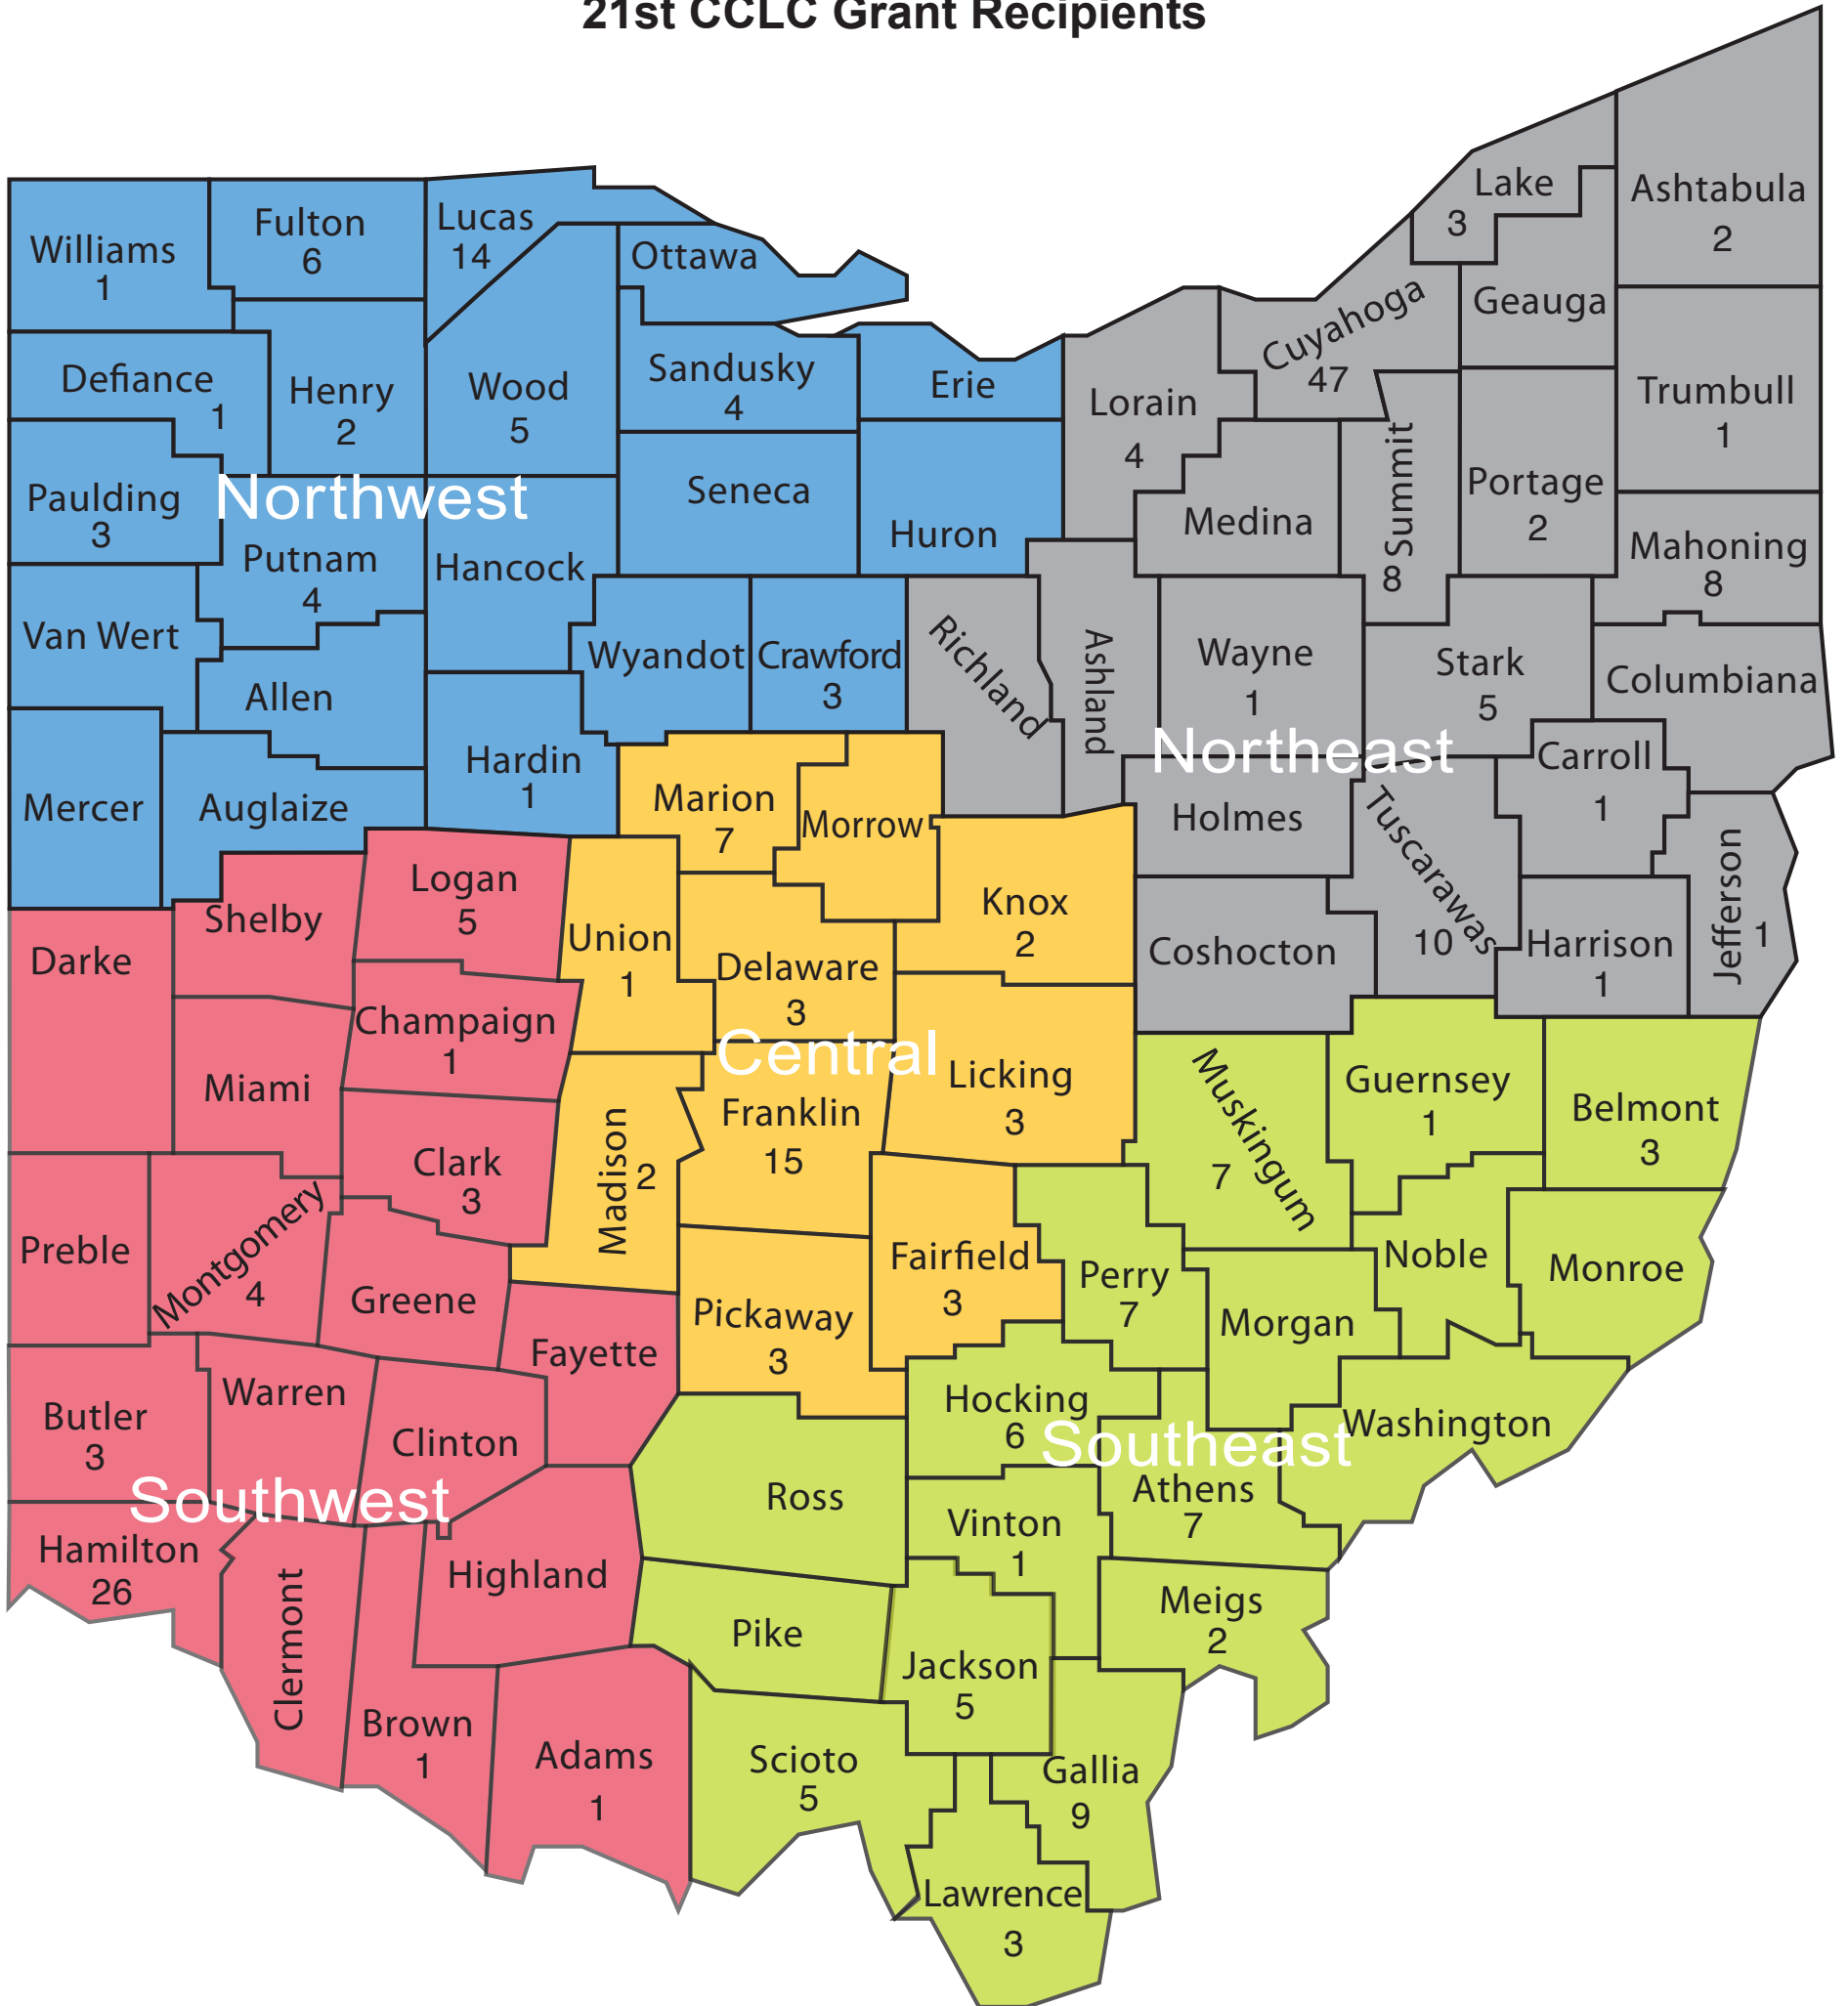 21st CCLC Grant Recipients
Lake
3
Ashtabula
2
Williams
1
Fulton
6
Lucas
14
Ottawa
Geauga
Cuyahoga
47
Defiance
1
Henry
2
Wood
5
Sandusky
4
Erie
Lorain
4
Trumbull
1
Paulding
3
Northwest
Seneca
Huron
Medina
Summit
8
Portage
2
Mahoning
8
Putnam
4
Hancock
Van Wert
Wyandot
Crawford
3
Richland
Ashland
Wayne
1
Stark
5
Columbiana
Allen
Northeast
Mercer
Auglaize
Hardin
1
Marion
7
Morrow
Holmes
Tuscarawas
10
Carroll
1
Jefferson
1
Shelby
Logan
5
Union
1
Knox
2
Delaware
3
Coshocton
Harrison
1
Darke
Champaign
1
Central
Miami
Licking
3
Muskingum
7
Guernsey
1
Belmont
3
Franklin
15
Clark
3
Madison
2
Preble
Montgomery
4
Greene
Fairfield
3
Perry
7
Noble
Monroe
Pickaway
3
Fayette
Morgan
Butler
3
Warren
Clinton
Hocking
6
Southeast
Washington
Southwest
Ross
Athens
7
Vinton
1
Hamilton
26
Clermont
Highland
Pike
Meigs
2
Jackson
5
Brown
1
Adams
1
Scioto
5
Gallia
9
Lawrence
3